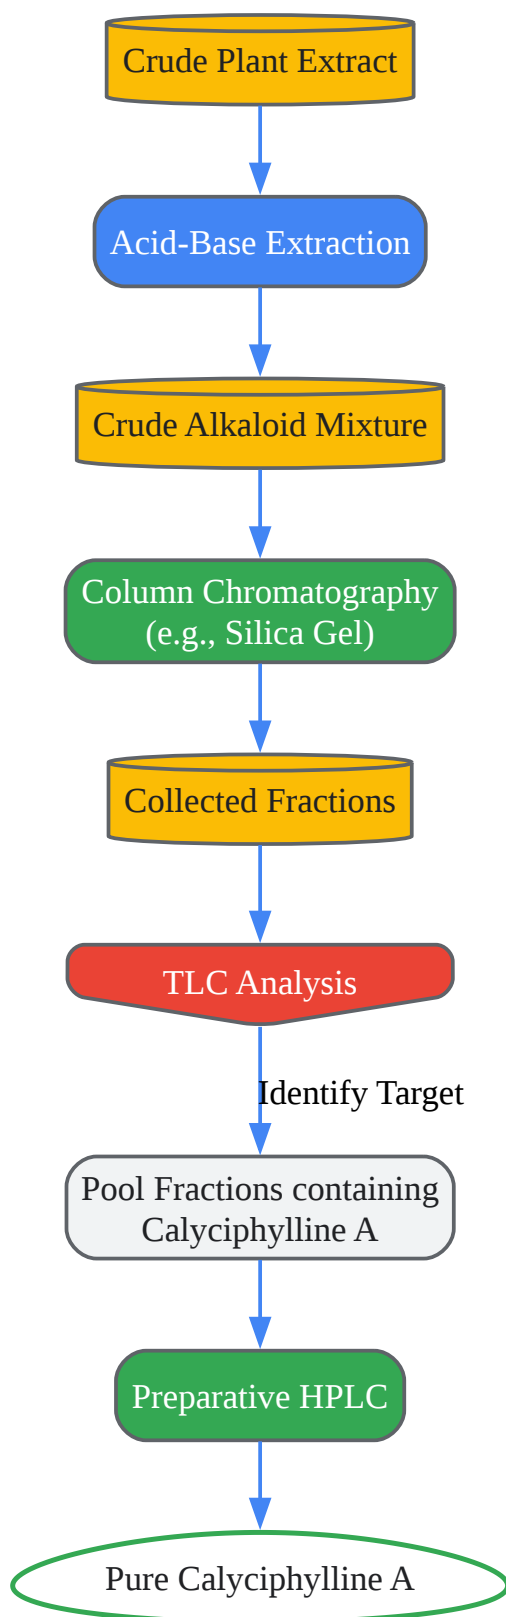 Crude Plant Extract
Acid-Base Extraction
Crude Alkaloid Mixture
Column Chromatography
(e.g., Silica Gel)
Collected Fractions
TLC Analysis
Identify Target
Pool Fractions containing
Calyciphylline A
Preparative HPLC
Pure Calyciphylline A